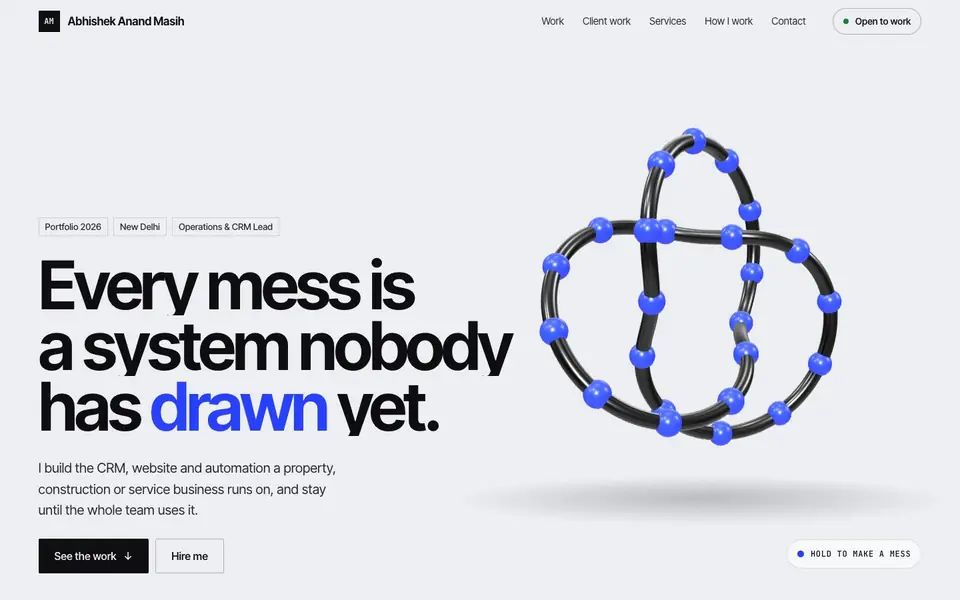 AM Abhishek Anand Masih
Work Client work Services How I work Contact Open to work
Portfolio 2026 New Delhi Operations & CRM Lead
Every mess is
a system nobody
has drawn yet.
I build the CRM, website and automation a property,
construction or service business runs on, and stay
until the whole team uses it.
See the work ↓ Hire me
HOLD TO MAKE A MESS